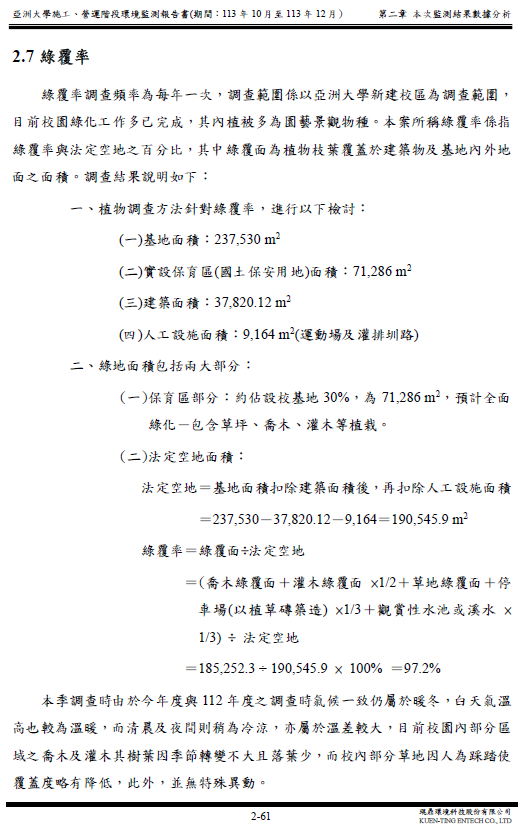 亞洲大學施工、營運階段環境監測報告書(期間：113 年 10 月至 113 年 12 月) 第二章 本次監測結果數據分析
2.7 綠覆率
綠覆率調查頻率為每年一次，調查範圍係以亞洲大學新建校區為調查範圍，
目前校園綠化工作多已完成，其內植被多為園藝景觀物種。本案所稱綠覆率係指
綠覆率與法定空地之百分比，其中綠覆面為植物枝葉覆蓋於建築物及基地內外地
面之面積。調查結果說明如下：
一、植物調查方法針對綠覆率，進行以下檢討：
(一)基地面積：237,530 m²
(二)實設保育區(國土保安用地)面積：71,286 m²
(三)建築面積：37,820.12 m²
(四)人工設施面積：9,164 m²(運動場及灌排圳路)
二、綠地面積包括兩大部分：
(一)保育區部分：約佔設校基地 30%，為 71,286 m²，預計全面
綠化－包含草坪、喬木、灌木等植栽。
(二)法定空地面積：
法定空地＝基地面積扣除建築面積後，再扣除人工設施面積
＝237,530－37,820.12－9,164＝190,545.9 m²
綠覆率＝綠覆面÷法定空地
＝(喬木綠覆面＋灌木綠覆面 ×1/2＋草地綠覆面＋停
車場(以植草磚築造) ×1/3＋觀賞性水池或溪水 ×
1/3) ÷ 法定空地
＝185,252.3 ÷ 190,545.9 × 100% ＝97.2%
本季調查時由於今年度與 112 年度之調查時氣候一致仍屬於暖冬，白天氣溫
高也較為溫暖，而清晨及夜間則稍為冷涼，亦屬於溫差較大，目前校園內部分區
域之喬木及灌木其樹葉因季節轉變不大且落葉少，而校內部分草地因人為踩踏使
覆蓋度略有降低，此外，並無特殊異動。
2-61
琨鼎環境科技股份有限公司
KUEN-TING ENTECH CO., LTD